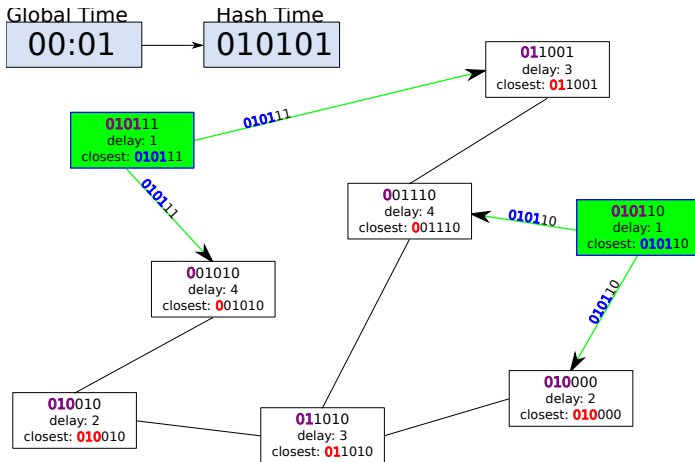 Global Time
00:01
Hash Time
010101
011001
delay: 3
closest: 011001
010111
010111
delay: 1
closest: 010111
010111
001110
delay: 4
closest: 001110
010110
010110
delay: 1
closest: 010110
001010
delay: 4
closest: 001010
010110
010000
delay: 2
closest: 010000
010010
delay: 2
closest: 010010
011010
delay: 3
closest: 011010